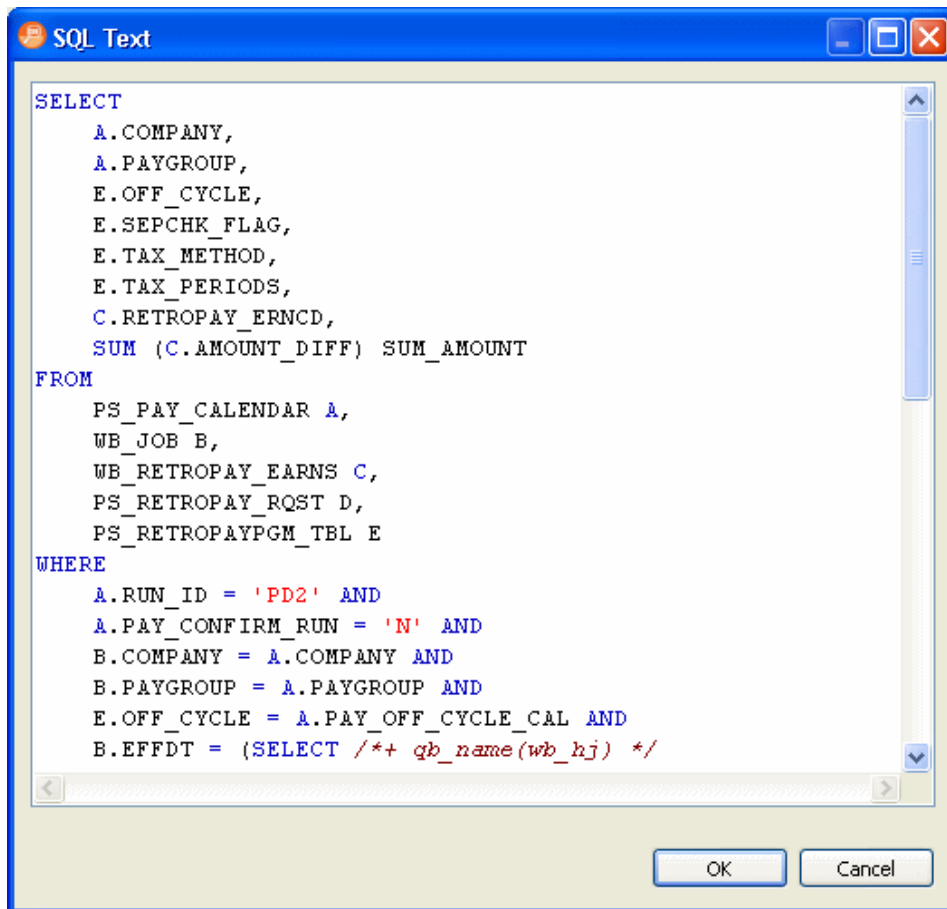 SQL Text
SELECT
A.COMPANY,
A.PAYGROUP,
E.OFF_CYCLE,
E.SEPCHK_FLAG,
E.TAX_METHOD,
E.TAX_PERIODS,
C.RETROPAY_ERNCD,
SUM (C.AMOUNT_DIFF) SUM_AMOUNT
FROM
PS_PAY_CALENDAR A,
WB_JOB B,
WB_RETROPAY_EARNS C,
PS_RETROPAY_RQST D,
PS_RETROPAYPGM_TBL E
WHERE
A.RUN_ID = 'PD2' AND
A.PAY_CONFIRM_RUN = 'N' AND
B.COMPANY = A.COMPANY AND
B.PAYGROUP = A.PAYGROUP AND
E.OFF_CYCLE = A.PAY_OFF_CYCLE_CAL AND
B.EFFDT = (SELECT /*+ qb_name(wb_hj) */
OK Cancel